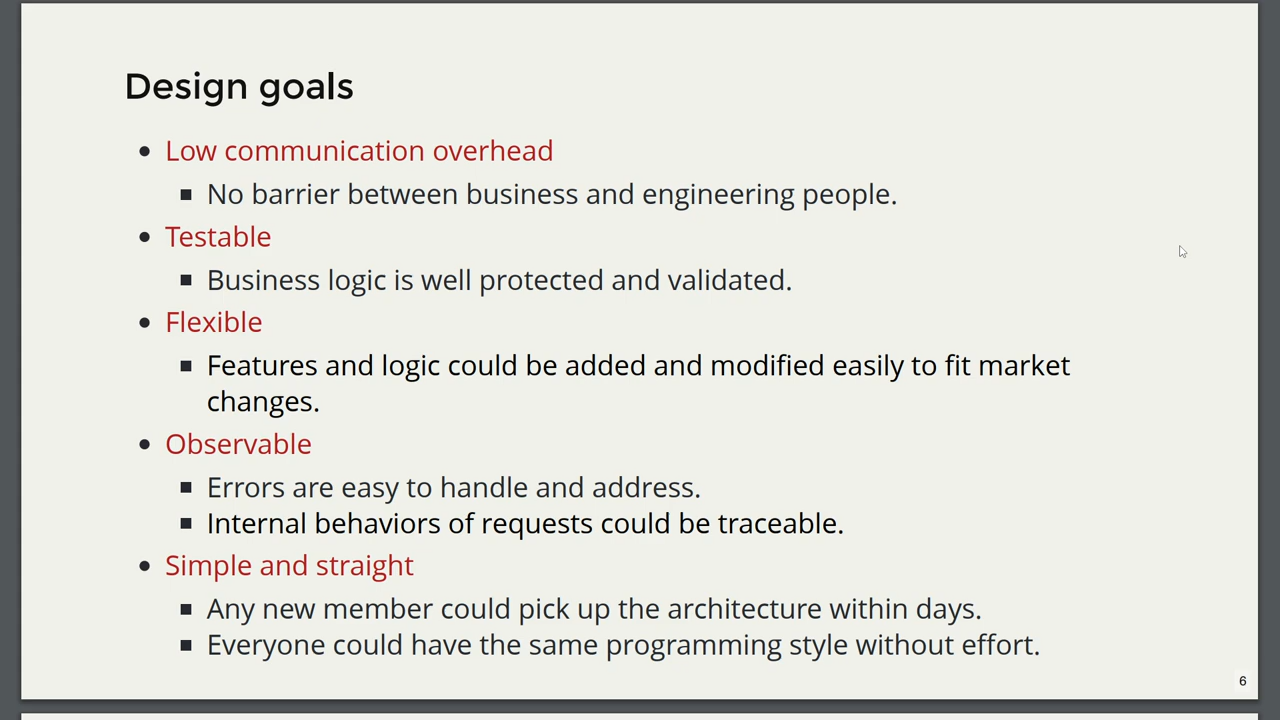 Design goals
Low communication overhead
No barrier between business and engineering people.
Testable
Business logic is well protected and validated.
Flexible
Features and logic could be added and modified easily to fit market
changes.
Observable
Errors are easy to handle and address.
Internal behaviors of requests could be traceable.
Simple and straight
Any new member could pick up the architecture within days.
Everyone could have the same programming style without effort.
6